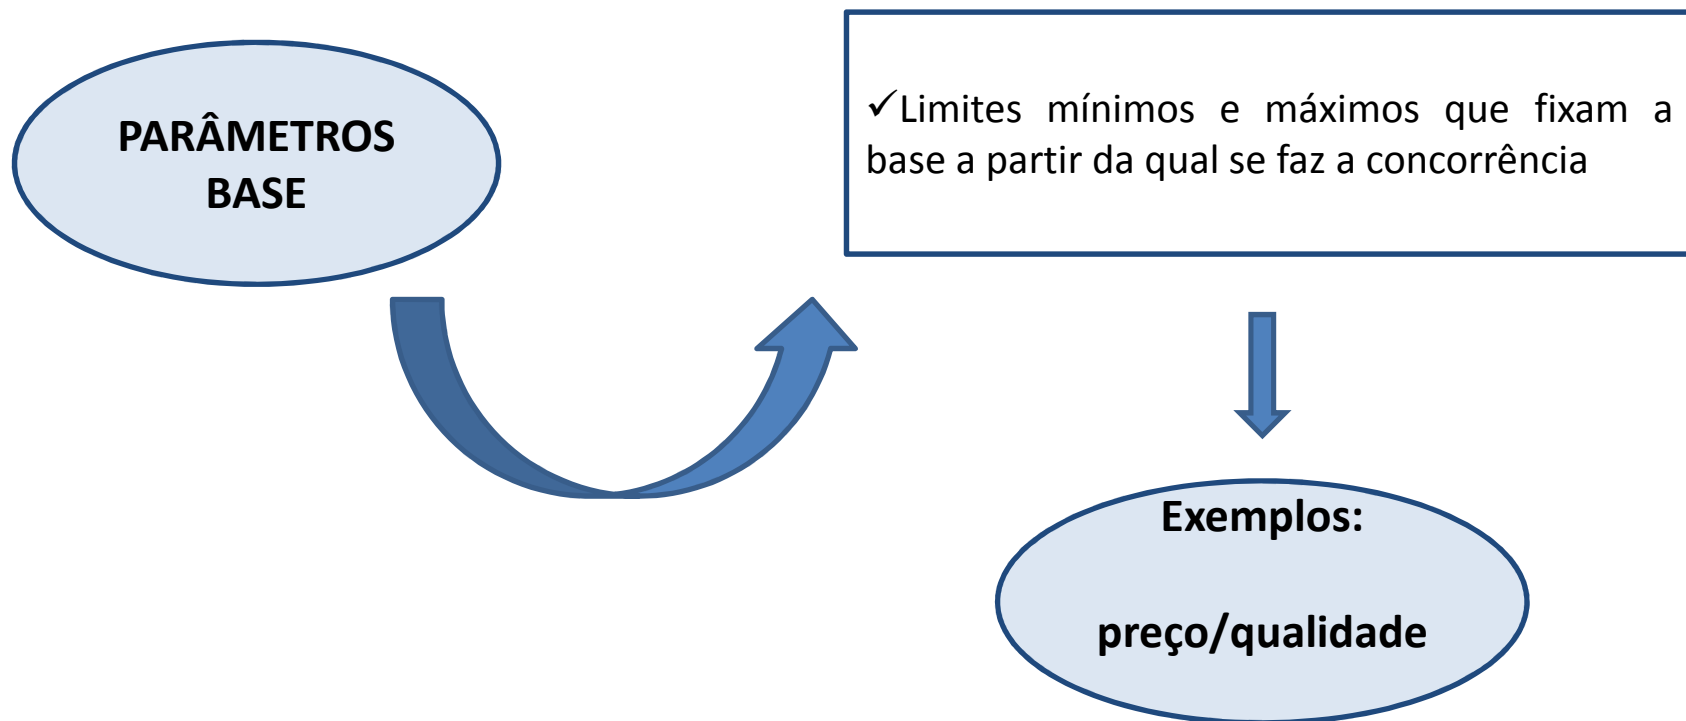 PARÂMETROS
BASE
✓Limites mínimos e máximos que fixam a
base a partir da qual se faz a concorrência
Exemplos:
preço/qualidade